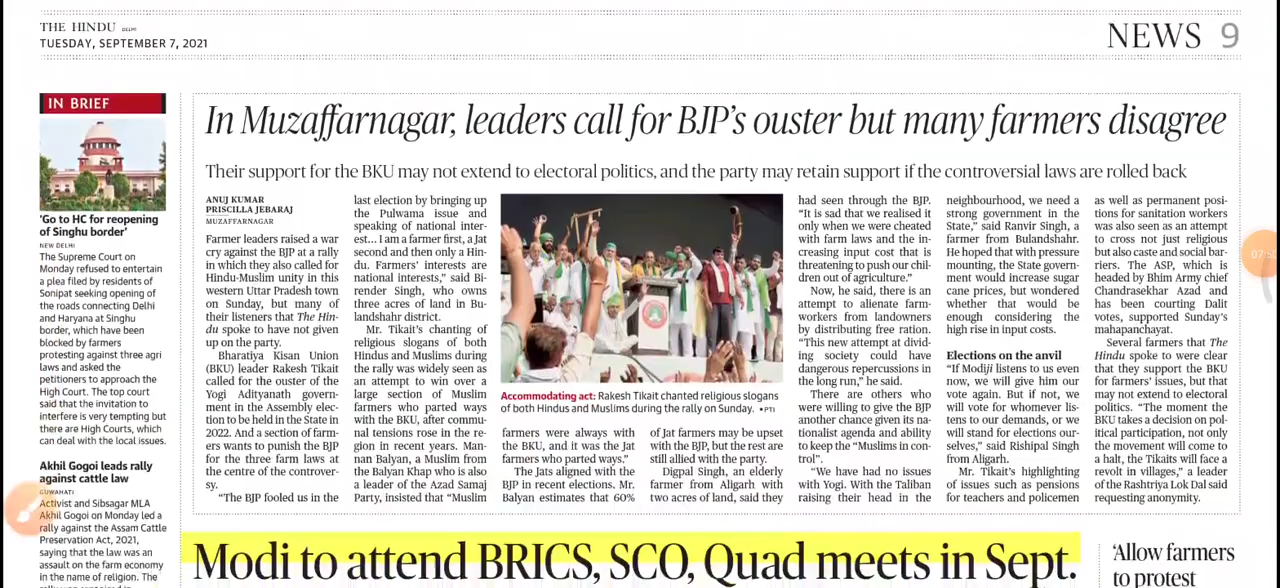 THE HINDU DELHI
TUESDAY, SEPTEMBER 7, 2021
NEWS 9
IN BRIEF
'Go to HC for reopening
of Singhu border'
NEW DELHI
The Supreme Court on
Monday refused to entertain
a plea filed by residents of
Sonipat seeking opening of
the roads connecting Delhi
and Haryana at Singhu
border, which have been
blocked by farmers
protesting against three agri
laws and asked the
petitioners to approach the
High Court. The top court
said that the invitation to
interfere is very tempting but
there are High Courts, which
can deal with the local issues.
Akhil Gogoi leads rally
against cattle law
GUWAHATI
Activist and Sibsagar MLA
Akhil Gogoi on Monday led a
rally against the Assam Cattle
Preservation Act, 2021,
saying that the law was an
assault on the farm economy
in the name of religion. The
In Muzaffarnagar, leaders call for BJP's ouster but many farmers disagree
Their support for the BKU may not extend to electoral politics, and the party may retain support if the controversial laws are rolled back
ANUJ KUMAR
PRISCILLA JEBARAJ
MUZAFFARNAGAR
Farmer leaders raised a war
cry against the BJP at a rally
in which they also called for
Hindu-Muslim unity in this
western Uttar Pradesh town
on Sunday, but many of
their listeners that The Hin-
du spoke to have not given
up on the party.
Bharatiya Kisan Union
(BKU) leader Rakesh Tikait
called for the ouster of the
Yogi Adityanath govern-
ment in the Assembly elec-
tion to be held in the State in
2022. And a section of farm-
ers wants to punish the BJP
for the three farm laws at
the centre of the controver-
sy.
"The BJP fooled us in the
last election by bringing up
the Pulwama issue and
speaking of national inter-
est... I am a farmer first, a Jat
second and then only a Hin-
du. Farmers' interests are
national interests," said Bi-
render Singh, who owns
three acres of land in Bu-
landshahr district.
Mr. Tikait's chanting of
religious slogans of both
Hindus and Muslims during
the rally was widely seen as
an attempt to win over a
large section of Muslim
farmers who parted ways
with the BKU, after commu-
nal tensions rose in the re-
gion in recent years. Man-
nan Balyan, a Muslim from
the Balyan Khap who is also
a leader of the Azad Samaj
Party, insisted that "Muslim
Accommodating act: Rakesh Tikait chanted religious slogans
of both Hindus and Muslims during the rally on Sunday. •PTI
farmers were always with
the BKU, and it was the Jat
farmers who parted ways."
The Jats aligned with the
BJP in recent elections. Mr.
Balyan estimates that 60%
of Jat farmers may be upset
with the BJP, but the rest are
still allied with the party.
Digpal Singh, an elderly
farmer from Aligarh with
two acres of land, said they
had seen through the BJP.
"It is sad that we realised it
only when we were cheated
with farm laws and the in-
creasing input cost that is
threatening to push our chil-
dren out of agriculture."
Now, he said, there is an
attempt to alienate farm-
workers from landowners
by distributing free ration.
"This new attempt at divid-
ing society could have
dangerous repercussions in
the long run," he said.
There are others who
were willing to give the BJP
another chance given its na-
tionalist agenda and ability
to keep the "Muslims in con-
trol".
"We have had no issues
with Yogi. With the Taliban
raising their head in the
neighbourhood, we need a
strong government in the
State," said Ranvir Singh, a
farmer from Bulandshahr.
He hoped that with pressure
mounting, the State govern-
ment would increase sugar
cane prices, but wondered
whether that would be
enough considering the
high rise in input costs.
Elections on the anvil
"If Modiji listens to us even
now, we will give him our
vote again. But if not, we
will vote for whomever lis-
tens to our demands, or we
will stand for elections our-
selves," said Rishipal Singh
from Aligarh.
Mr. Tikait's highlighting
of issues such as pensions
for teachers and policemen
as well as permanent posi-
tions for sanitation workers
was also seen as an attempt
to cross not just religious
but also caste and social bar-
riers. The ASP, which is
headed by Bhim Army chief
Chandrasekhar Azad and
has been courting Dalit
votes, supported Sunday's
mahapanchayat.
Several farmers that The
Hindu spoke to were clear
that they support the BKU
for farmers' issues, but that
may not extend to electoral
politics. "The moment the
BKU takes a decision on pol-
itical participation, not only
the movement will come to
a halt, the Tikaits will face a
revolt in villages," a leader
of the Rashtriya Lok Dal said
requesting anonymity.
Modi to attend BRICS, SCO, Quad meets in Sept.
'Allow farmers
to protest